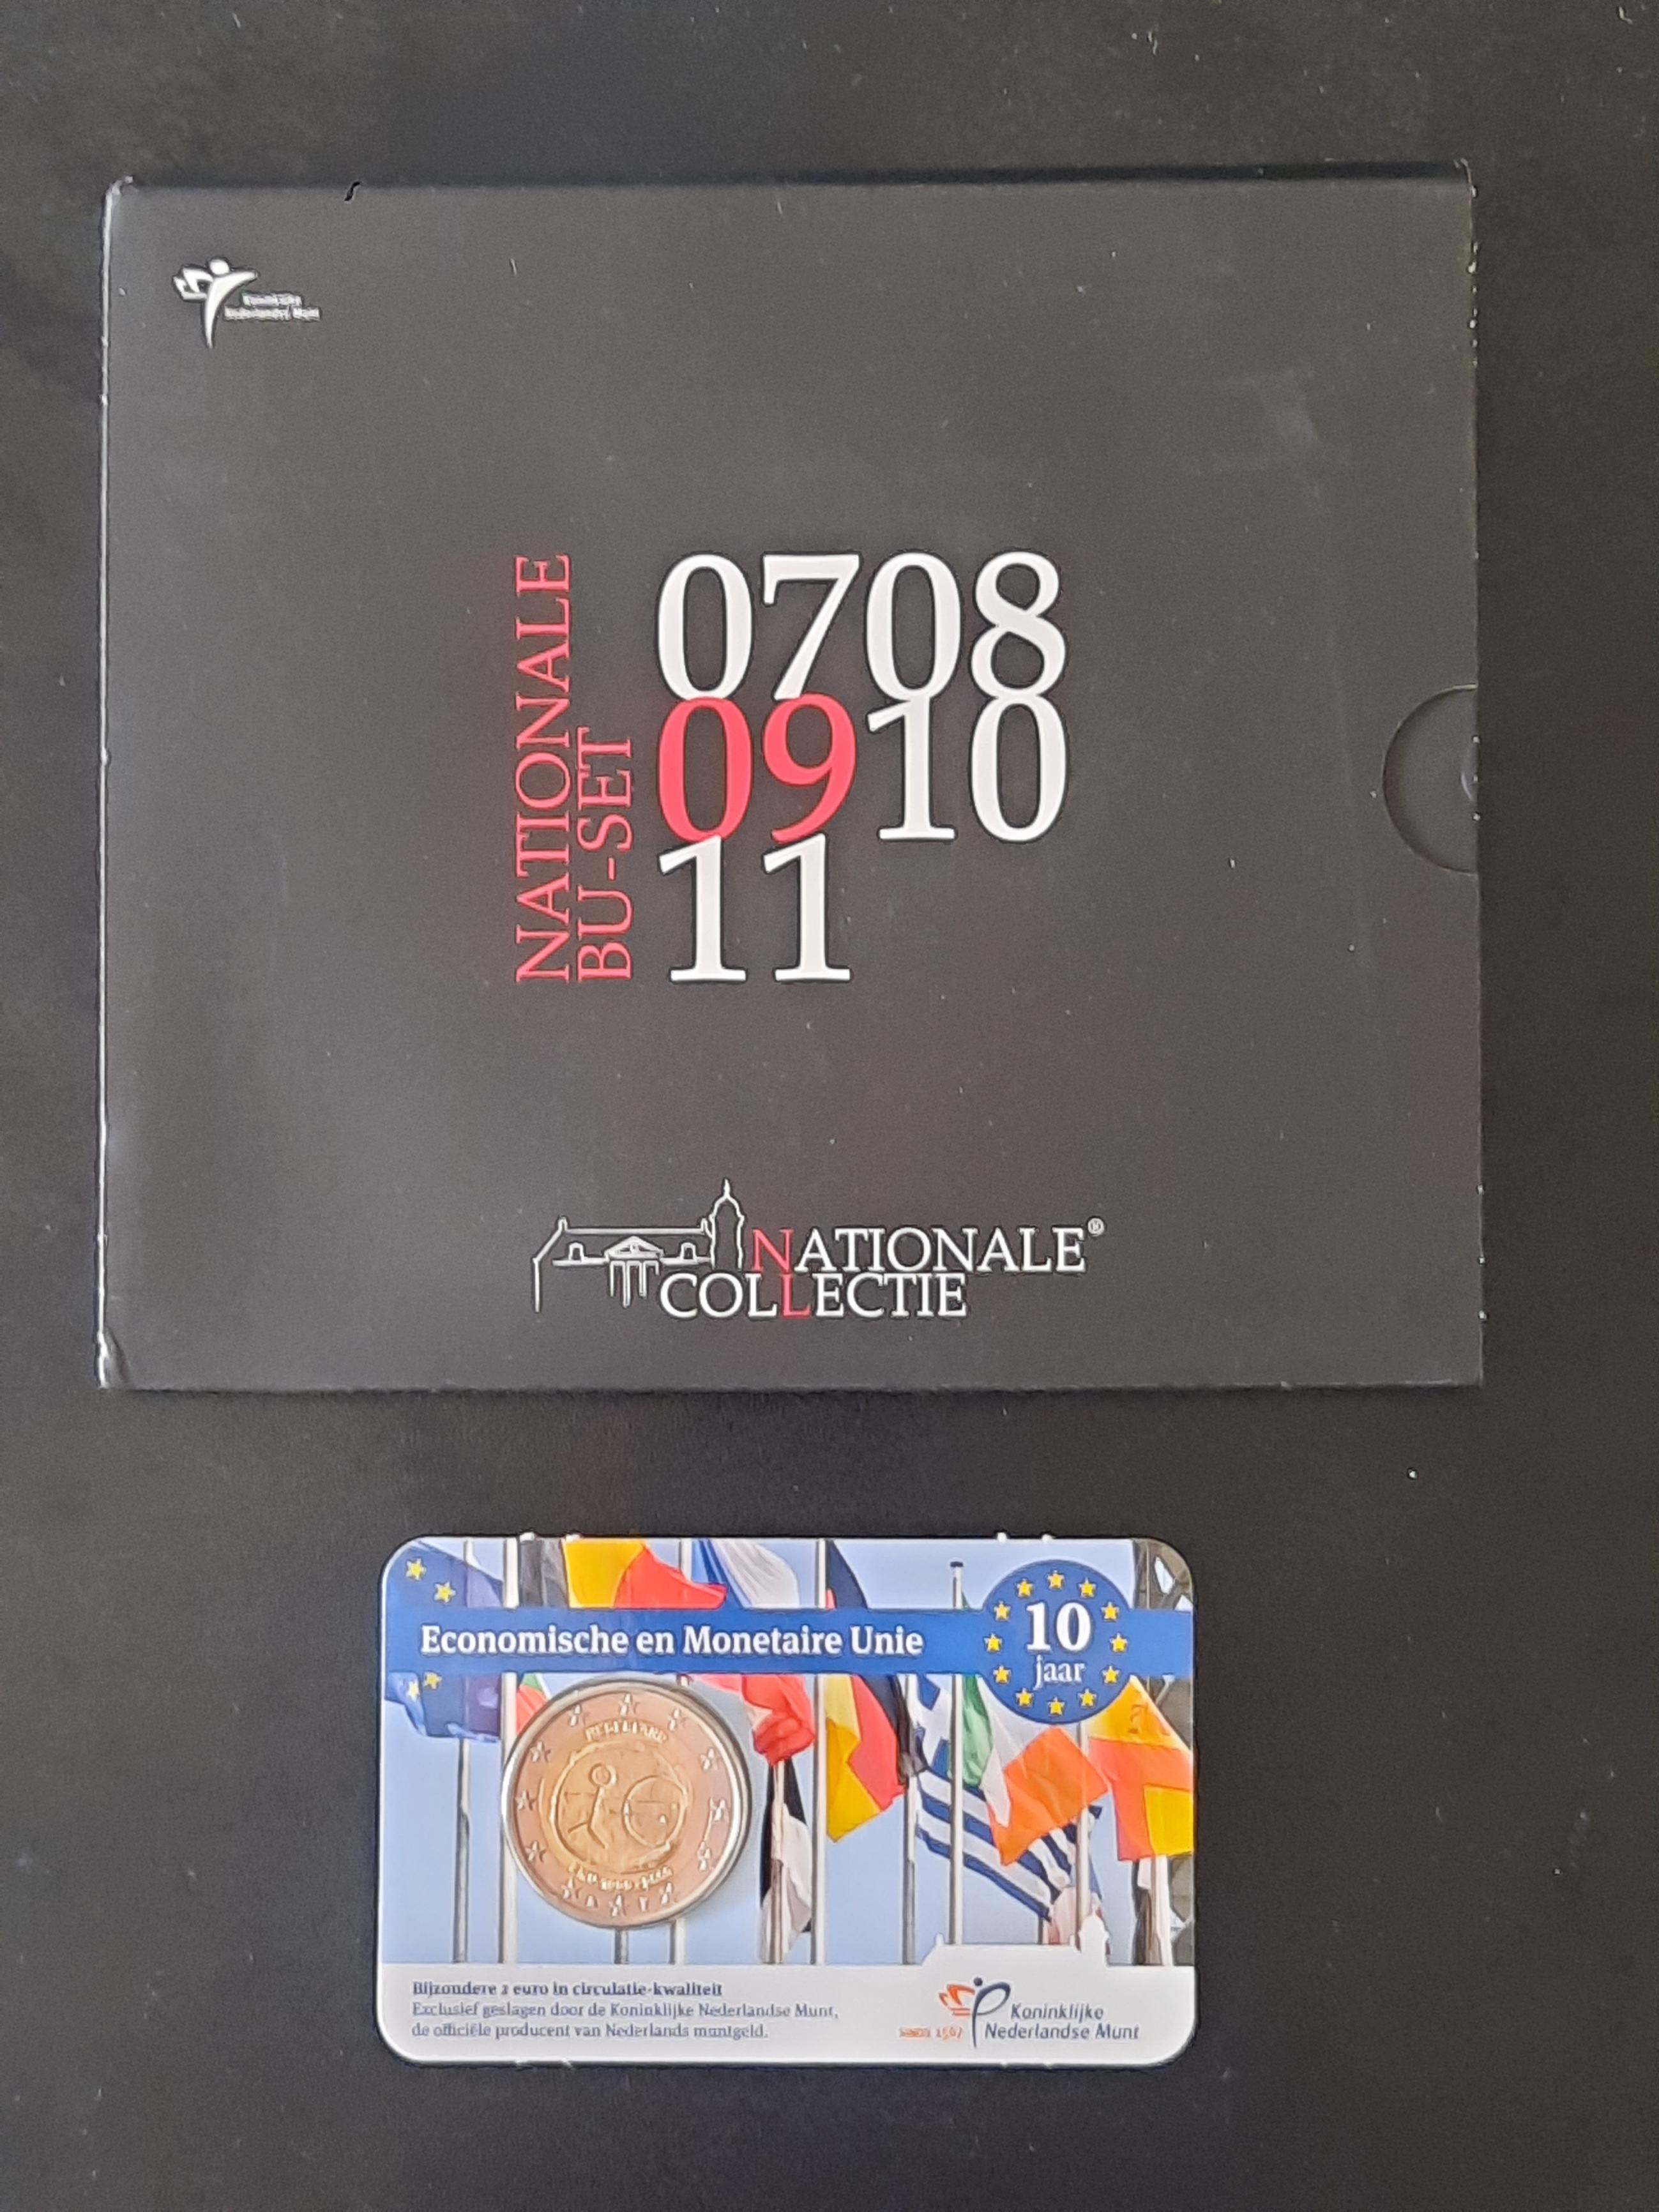 Koninklijke
Nederlandse Munt
NATIONALE
BU-SET
0708
0910
11
NATIONALE®
COLLECTIE
Economische en Monetaire Unie
10
jaar
Bijzondere 2 euro in circulatie-kwaliteit
Exclusief geslagen door de Koninklijke Nederlandse Munt,
de officiële producent van Nederlands muntgeld.
sinds 1567
Koninklijke
Nederlandse Munt